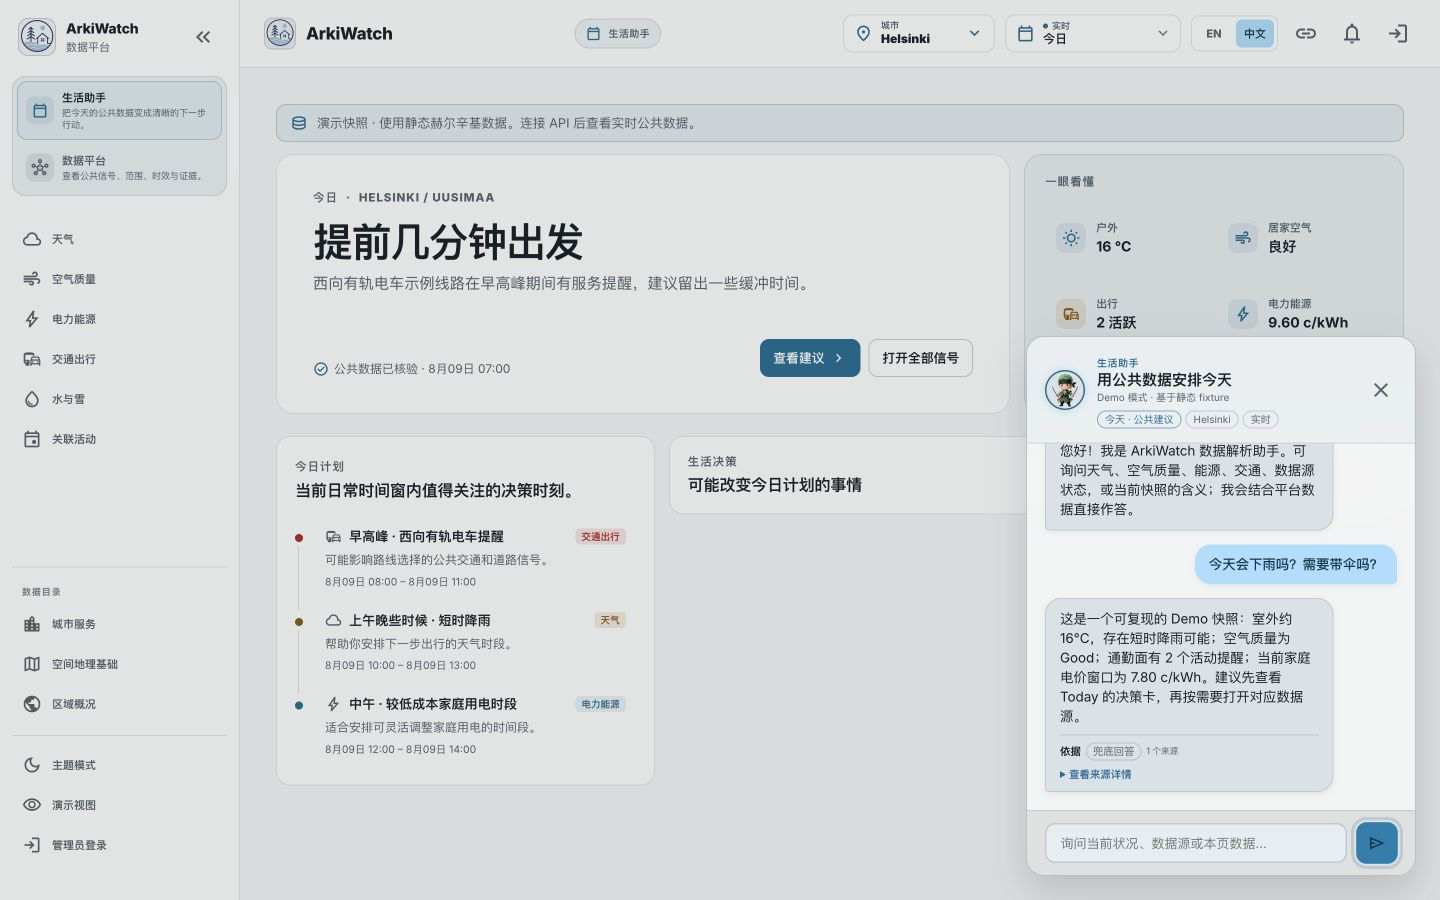 ArkiWatch
数据平台
生活助手
把今天的公共数据变成清晰的下一步
行动。
数据平台
查看公共信号、范围、时效与证据。
天气
空气质量
电力能源
交通出行
水与雪
关联活动
数据目录
城市服务
空间地理基础
区域概况
主题模式
演示视图
管理员登录
ArkiWatch
生活助手
城市
Helsinki
实时
今日
EN
中文
演示快照 · 使用静态赫尔辛基数据。连接 API 后查看实时公共数据。
今日 · HELSINKI / UUSIMAA
提前几分钟出发
西向有轨电车示例线路在早高峰期间有服务提醒，建议留出一些缓冲时间。
公共数据已核验 · 8月09日 07:00
查看建议
打开全部信号
一眼看懂
户外
16 °C
居家空气
良好
出行
2 活跃
电力能源
9.60 c/kWh
今日计划
当前日常时间窗内值得关注的决策时刻。
早高峰 · 西向有轨电车提醒
交通出行
可能影响路线选择的公共交通和道路信号。
8月09日 08:00 – 8月09日 11:00
上午晚些时候 · 短时降雨
天气
帮助你安排下一步出行的天气时段。
8月09日 10:00 – 8月09日 13:00
中午 · 较低成本家庭用电时段
电力能源
适合安排可灵活调整家庭用电的时间段。
8月09日 12:00 – 8月09日 14:00
生活决策
可能改变今日计划的事情
生活助手
用公共数据安排今天
Demo 模式 · 基于静态 fixture
今天 · 公共建议
Helsinki
实时
您好！我是 ArkiWatch 数据解析助手。可
询问天气、空气质量、能源、交通、数据源
状态，或当前快照的含义；我会结合平台数
据直接作答。
今天会下雨吗？需要带伞吗？
这是一个可复现的 Demo 快照：室外约
16°C，存在短时降雨可能；空气质量为
Good；通勤面有 2 个活动提醒；当前家庭
电价窗口为 7.80 c/kWh。建议先查看
Today 的决策卡，再按需要打开对应数据
源。
依据
兜底回答
1 个来源
查看来源详情
询问当前状况、数据源或本页数据...